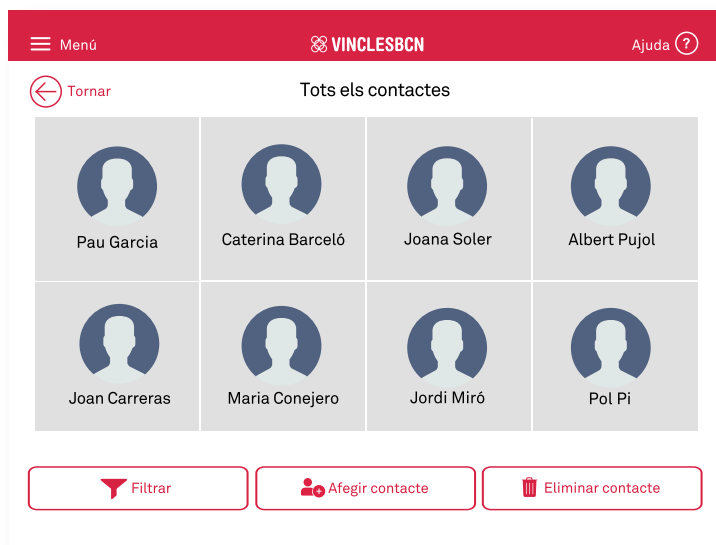 Menú
VINCLESBCN
Ajuda ?
Tornar
Tots els contactes
Pau Garcia
Caterina Barceló
Joana Soler
Albert Pujol
Joan Carreras
Maria Conejero
Jordi Miró
Pol Pi
Filtrar
Afegir contacte
Eliminar contacte